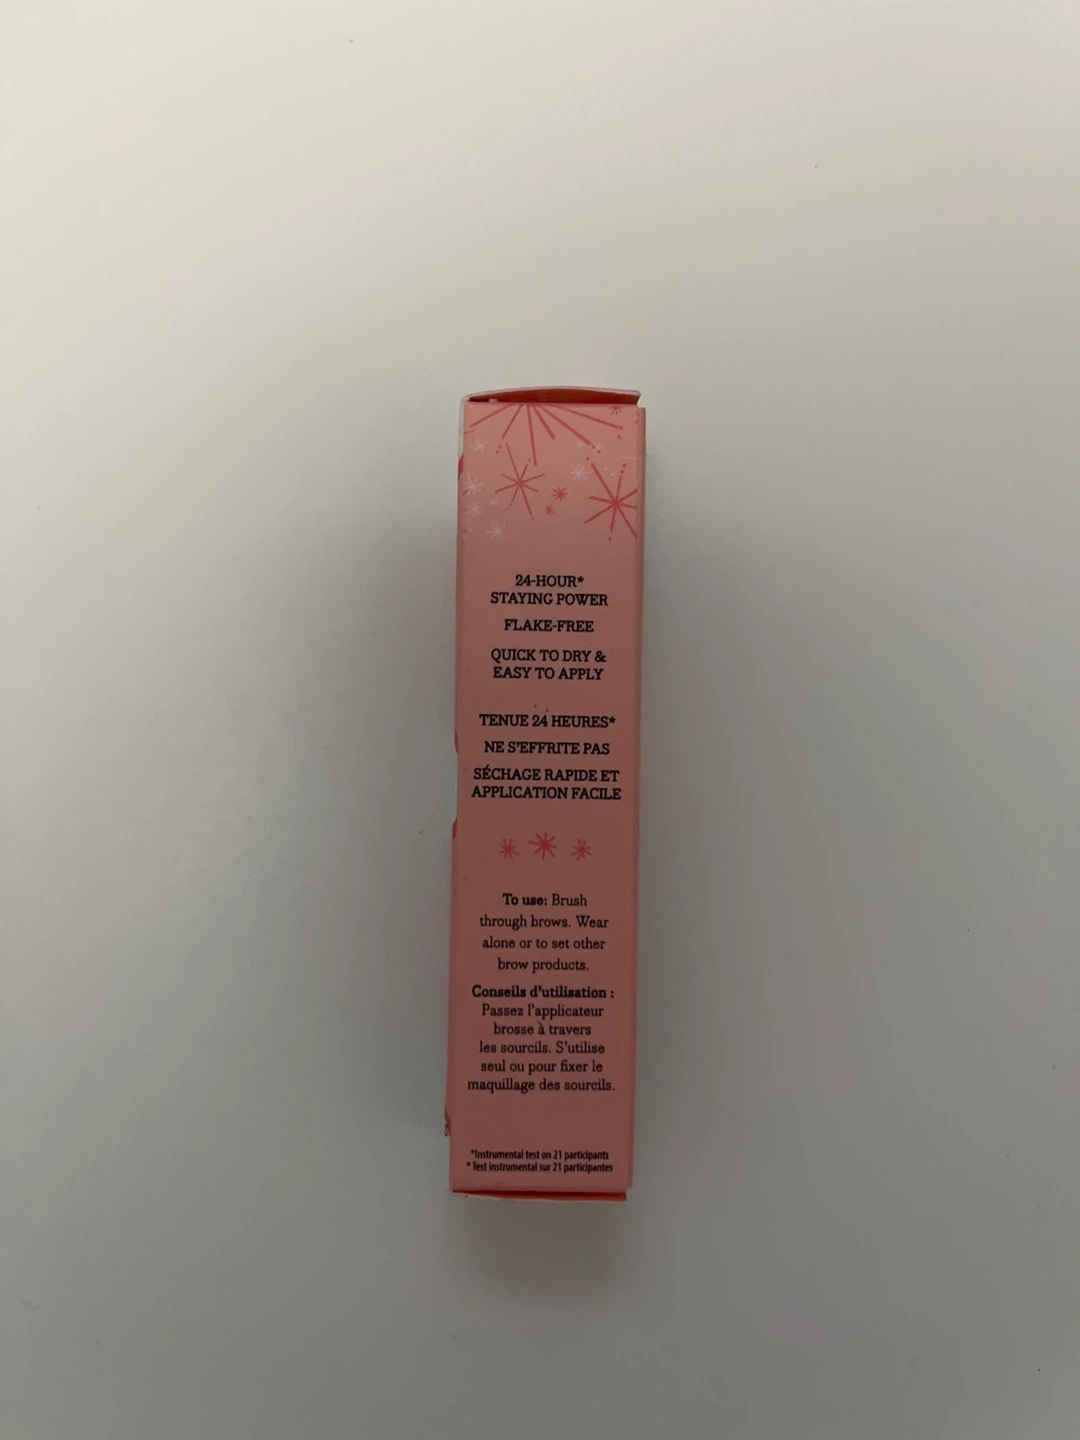 24-HOUR*
STAYING POWER
FLAKE-FREE
QUICK TO DRY &
EASY TO APPLY
TENUE 24 HEURES*
NE S'EFFRITE PAS
SÉCHAGE RAPIDE ET
APPLICATION FACILE
To use: Brush
through brows. Wear
alone or to set other
brow products.
Conseils d'utilisation :
Passez l'applicateur
brosse à travers
les sourcils. S'utilise
seul ou pour fixer le
maquillage des sourcils.
*Instrumental test on 21 participants
* Test instrumental sur 21 participantes